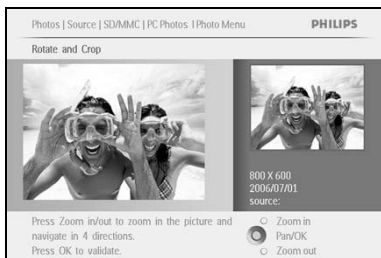 Photos | Source | SD/MMC | PC Photos I Photo Menu
PHILIPS
Rotate and Crop
800 X 600
2006/07/01
source:
Press Zoom in/out to zoom in the picture and
navigate in 4 directions.
Press OK to validate.
Zoom in
Pan/OK
Zoom out